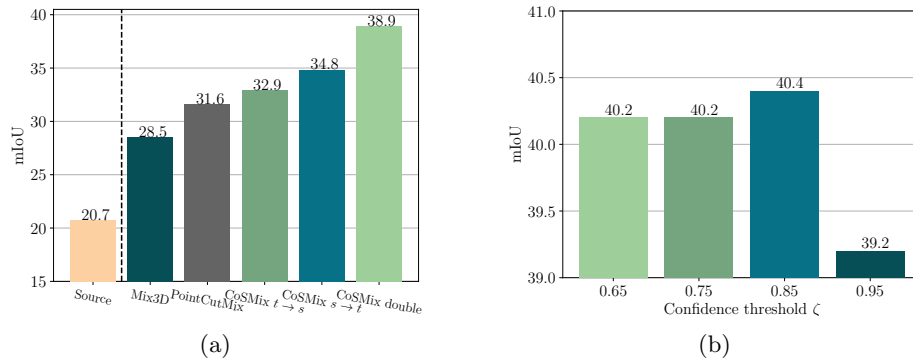 mIoU
40
35
30
25
20
15
20.7
28.5
31.6
32.9
34.8
38.9
Source
Mix3D
PointCutMix
CoSMix t → s
CoSMix s → t
CoSMix double
(a)
mIoU
41.0
40.5
40.0
39.5
39.0
40.2
40.2
40.4
39.2
0.65
0.75
0.85
0.95
Confidence threshold ζ
(b)